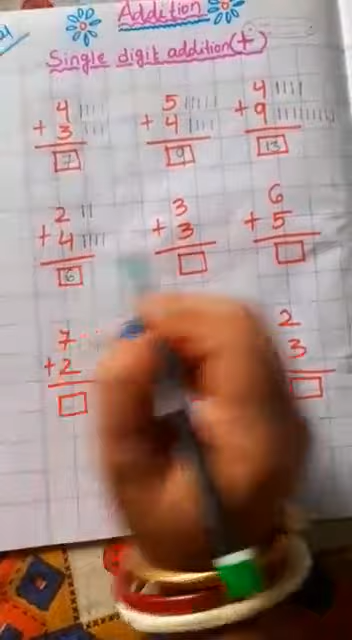 Addition
Single digit addition(+)
4 5 4
+ 3 + 4 + 9
7 9 13
2 3 6
+ 4 + 3 + 5
6
7 2
+ 2 3